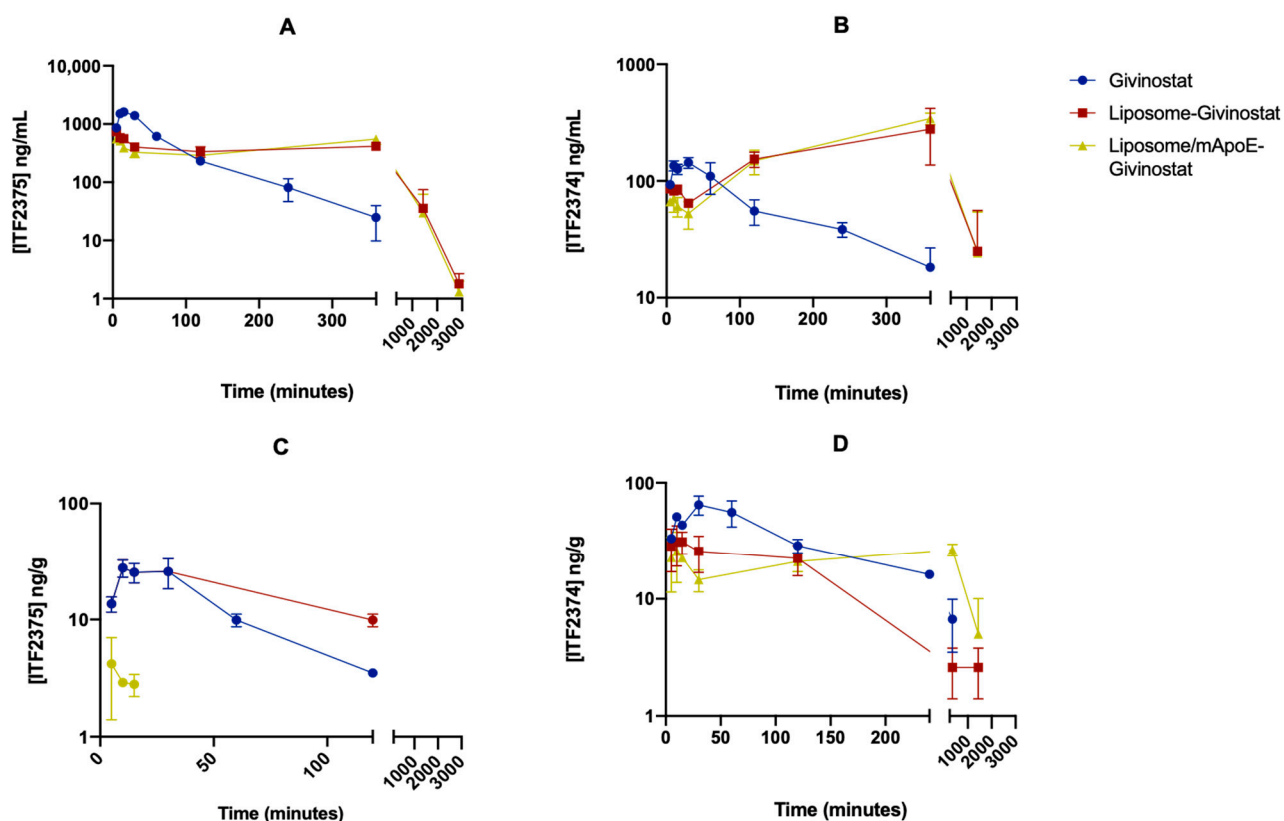 A
[ITF2375] ng/mL
10,000
1000
100
10
1
0
100
200
300
1000
2000
3000
Time (minutes)
B
[ITF2374] ng/mL
1000
100
10
0
100
200
300
1000
2000
3000
Time (minutes)
Givinostat
Liposome-Givinostat
Liposome/mApoE-
Givinostat
C
[ITF2375] ng/g
100
10
1
0
50
100
1000
2000
3000
Time (minutes)
D
[ITF2374] ng/g
100
10
1
0
50
100
150
200
1000
2000
3000
Time (minutes)